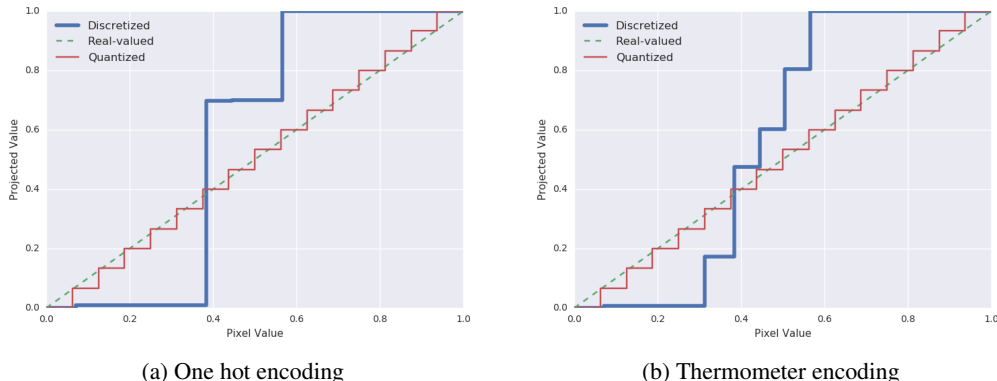 1.0
0.8
0.6
0.4
0.2
0.0
Projected Value
Discretized
Real-valued
Quantized
0.0 0.2 0.4 0.6 0.8 1.0
Pixel Value
(a) One hot encoding
1.0
0.8
0.6
0.4
0.2
0.0
Projected Value
Discretized
Real-valued
Quantized
0.0 0.2 0.4 0.6 0.8 1.0
Pixel Value
(b) Thermometer encoding